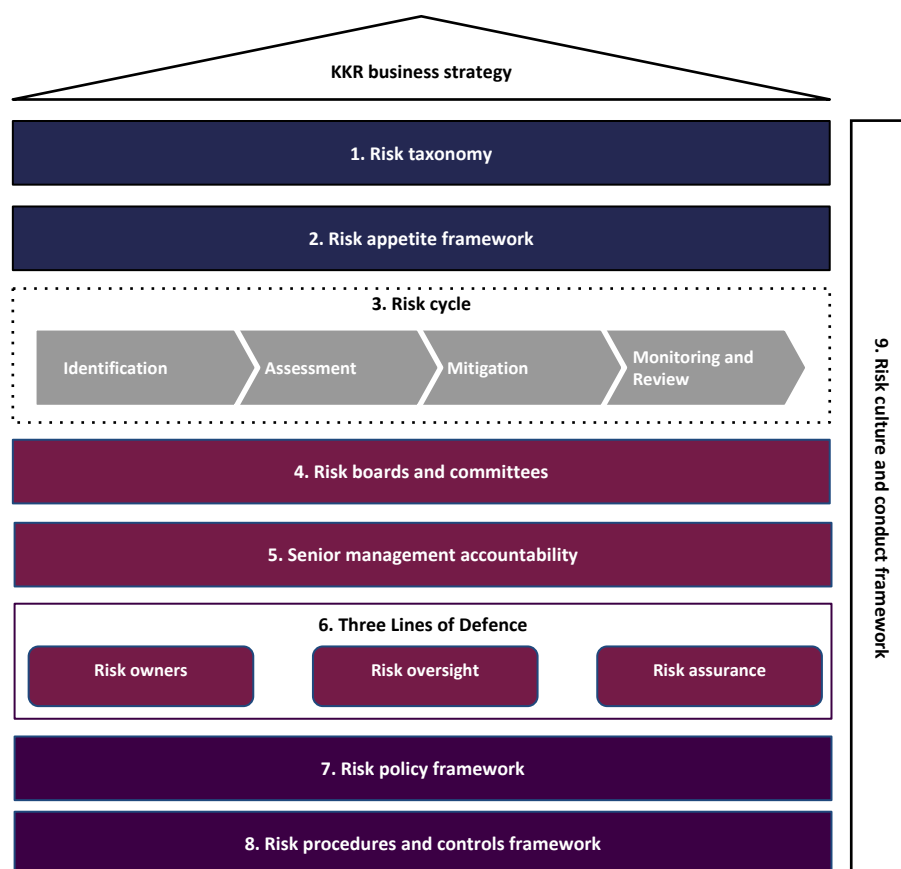 KKR business strategy
1. Risk taxonomy
2. Risk appetite framework
3. Risk cycle
Identification
Assessment
Mitigation
Monitoring and
Review
4. Risk boards and committees
5. Senior management accountability
6. Three Lines of Defence
Risk owners
Risk oversight
Risk assurance
7. Risk policy framework
8. Risk procedures and controls framework
9. Risk culture and conduct framework